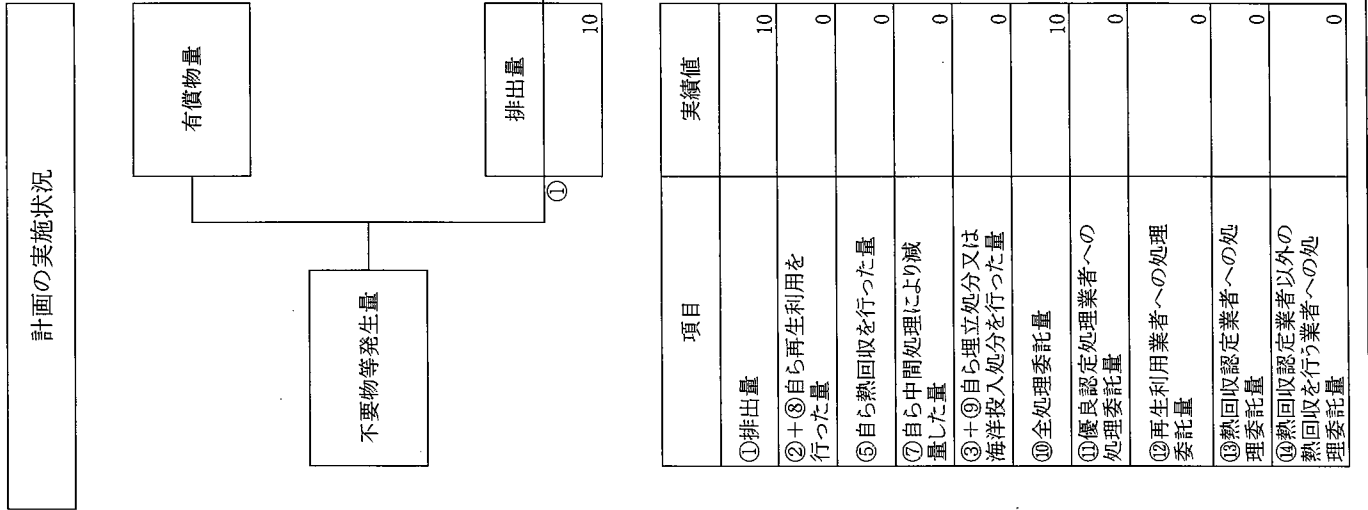 計画の実施状況
有償物量
不要物等発生量
①
排出量
10
項目 実績値
①排出量 10
②+⑧自ら再生利用を
行った量 0
⑤自ら熱回収を行った量 0
⑦自ら中間処理により減
量した量 0
③+⑨自ら埋立処分又は
海洋投入処分を行った量 0
⑩全処理委託量 10
⑪優良認定処理業者への
処理委託量 0
⑫再生利用業者への処理
委託量 0
⑬熱回収認定業者への処
理委託量 0
⑭熱回収認定業者以外の
熱回収を行う業者への処
理委託量 0